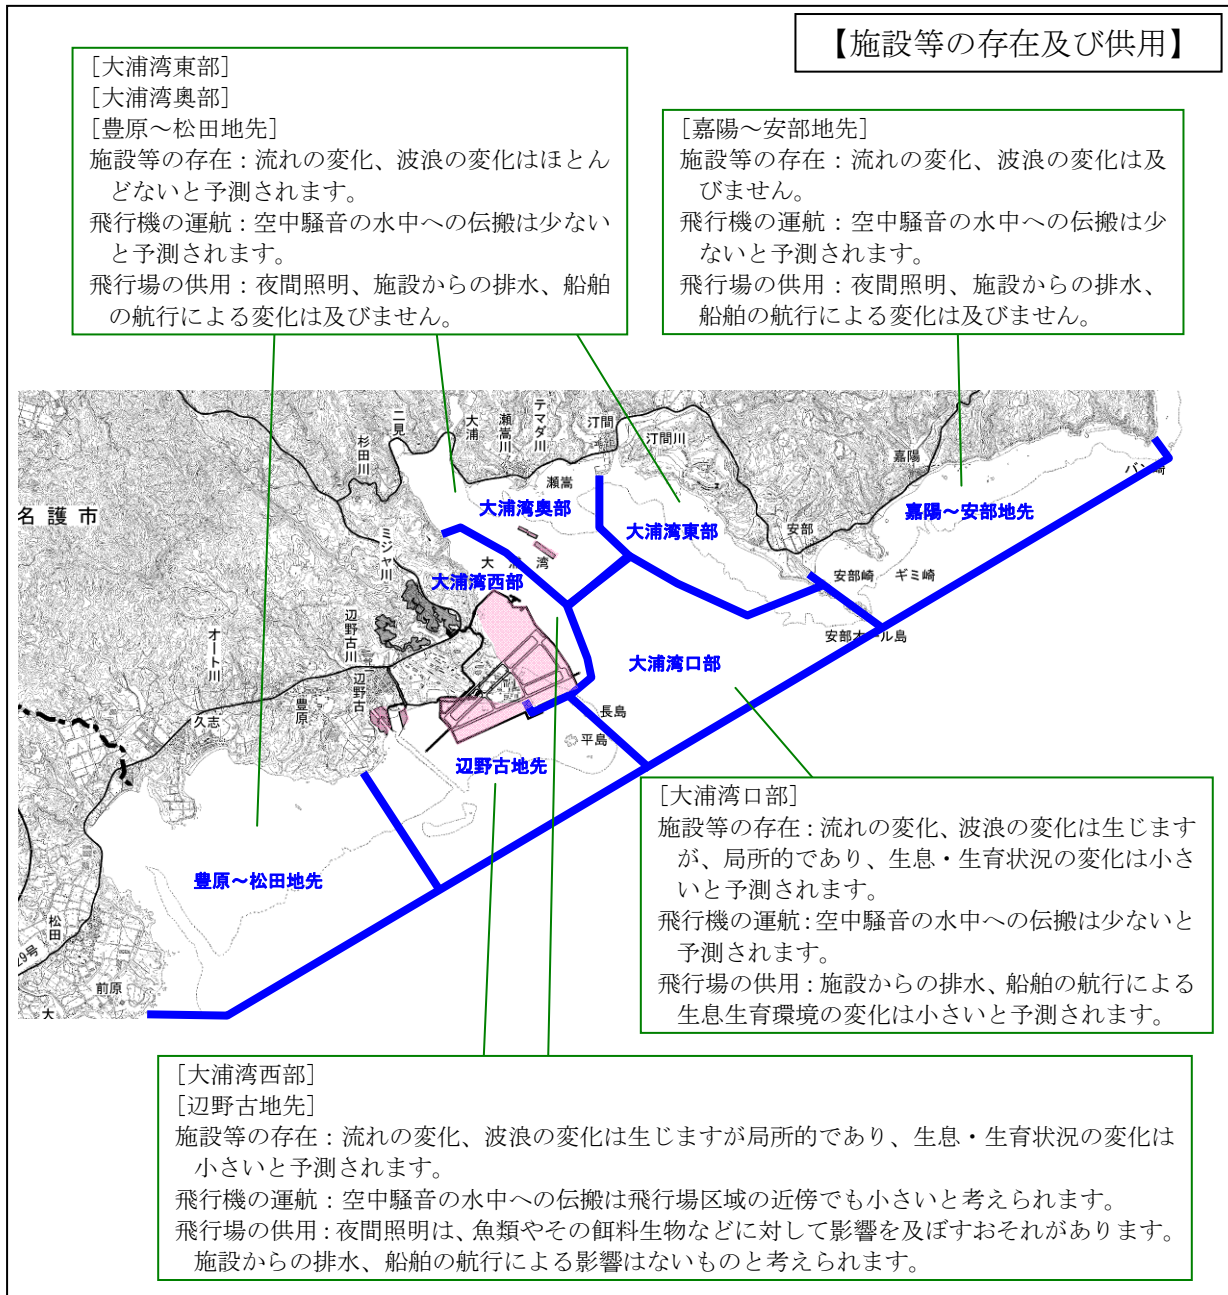 【施設等の存在及び供用】
[大浦湾東部]
[大浦湾奥部]
[豊原～松田地先]
施設等の存在：流れの変化、波浪の変化はほとん
どないと予測されます。
飛行機の運航：空中騒音の水中への伝搬は少ない
と予測されます。
飛行場の供用：夜間照明、施設からの排水、船舶
の航行による変化は及びません。
[嘉陽～安部地先]
施設等の存在：流れの変化、波浪の変化は及
びません。
飛行機の運航：空中騒音の水中への伝搬は少
ないと予測されます。
飛行場の供用：夜間照明、施設からの排水、
船舶の航行による変化は及びません。
二見
大浦
瀬嵩川
テマダ川
汀間
汀間川
杉田川
嘉陽
バン崎
瀬嵩
大浦湾奥部
大浦湾東部
嘉陽～安部地先
名護市
安部
ミジャ川
大浦湾
大浦湾西部
安部崎
ギミ崎
辺野古川
オート川
安部オール島
大浦湾口部
辺野古
豊原
久志
長島
平島
辺野古地先
豊原～松田地先
松田
29号
前原
大
[大浦湾口部]
施設等の存在：流れの変化、波浪の変化は生じます
が、局所的であり、生息・生育状況の変化は小さ
いと予測されます。
飛行機の運航：空中騒音の水中への伝搬は少ないと
予測されます。
飛行場の供用：施設からの排水、船舶の航行による
生息生育環境の変化は小さいと予測されます。
[大浦湾西部]
[辺野古地先]
施設等の存在：流れの変化、波浪の変化は生じますが局所的であり、生息・生育状況の変化は
小さいと予測されます。
飛行機の運航：空中騒音の水中への伝搬は飛行場区域の近傍でも小さいと考えられます。
飛行場の供用：夜間照明は、魚類やその餌料生物などに対して影響を及ぼすおそれがあります。
施設からの排水、船舶の航行による影響はないものと考えられます。